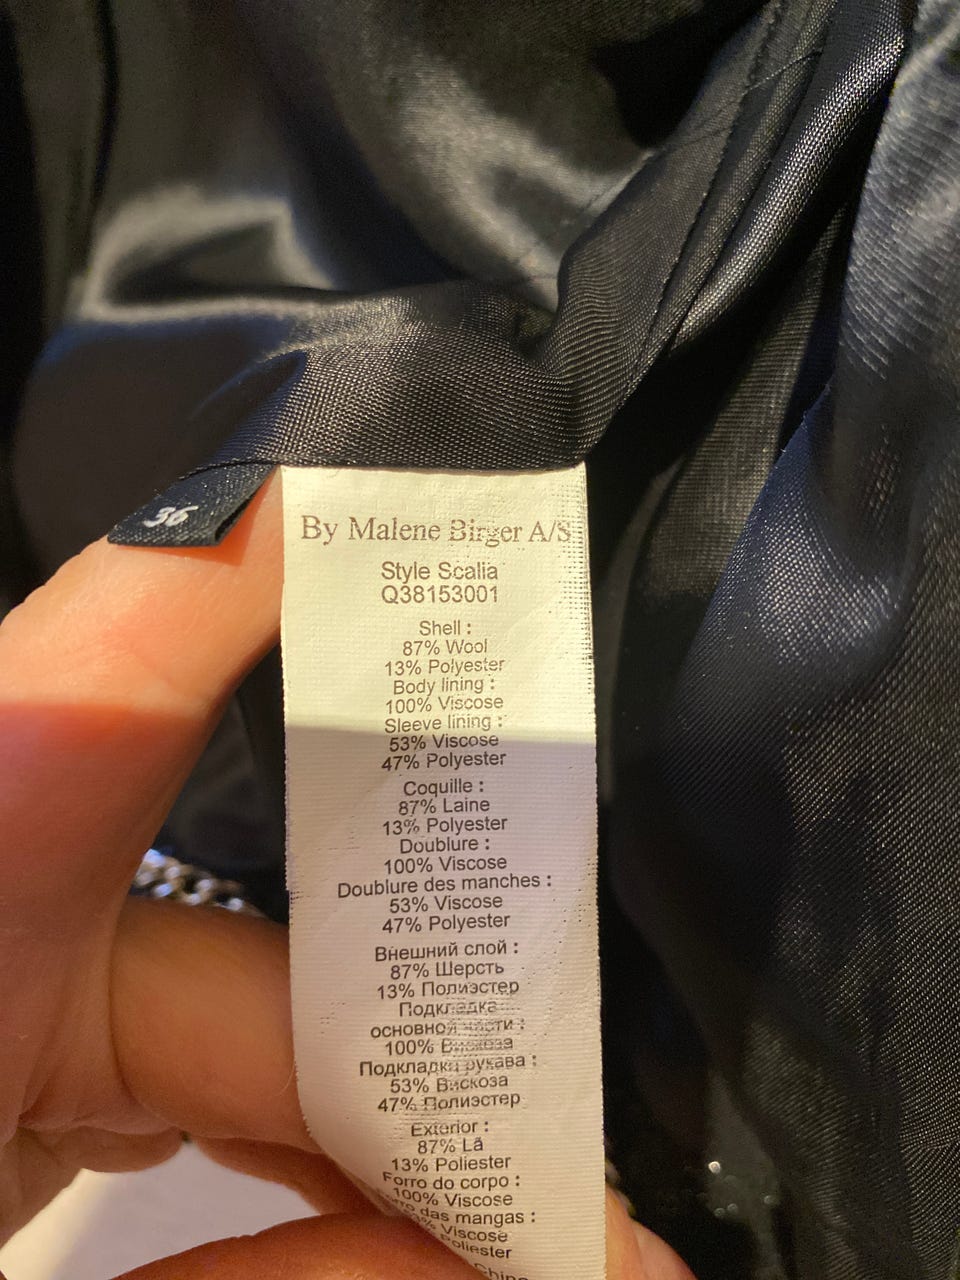 36
By Malene Birger A/S
Style Scalia
Q38153001
Shell :
87% Wool
13% Polyester
Body lining :
100% Viscose
Sleeve lining :
53% Viscose
47% Polyester
Coquille :
87% Laine
13% Polyester
Doublure :
100% Viscose
Doublure des manches :
53% Viscose
47% Polyester
Внешний слой :
87% Шерсть
13% Полиэстер
Подкладка
основной части :
100% Вискоза
Подкладка рукава :
53% Вискоза
47% Полиэстер
Exterior :
87% Lã
13% Poliester
Forro do corpo :
100% Viscose
das mangas :
Viscose
Poliester
China